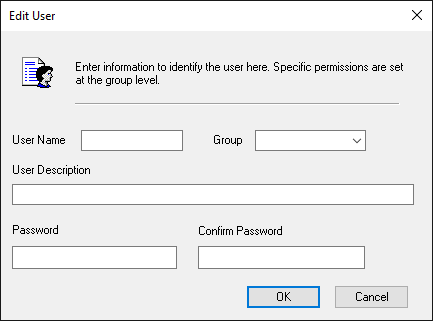 Edit User
Enter information to identify the user here. Specific permissions are set
at the group level.
User Name
Group
User Description
Password
Confirm Password
OK
Cancel